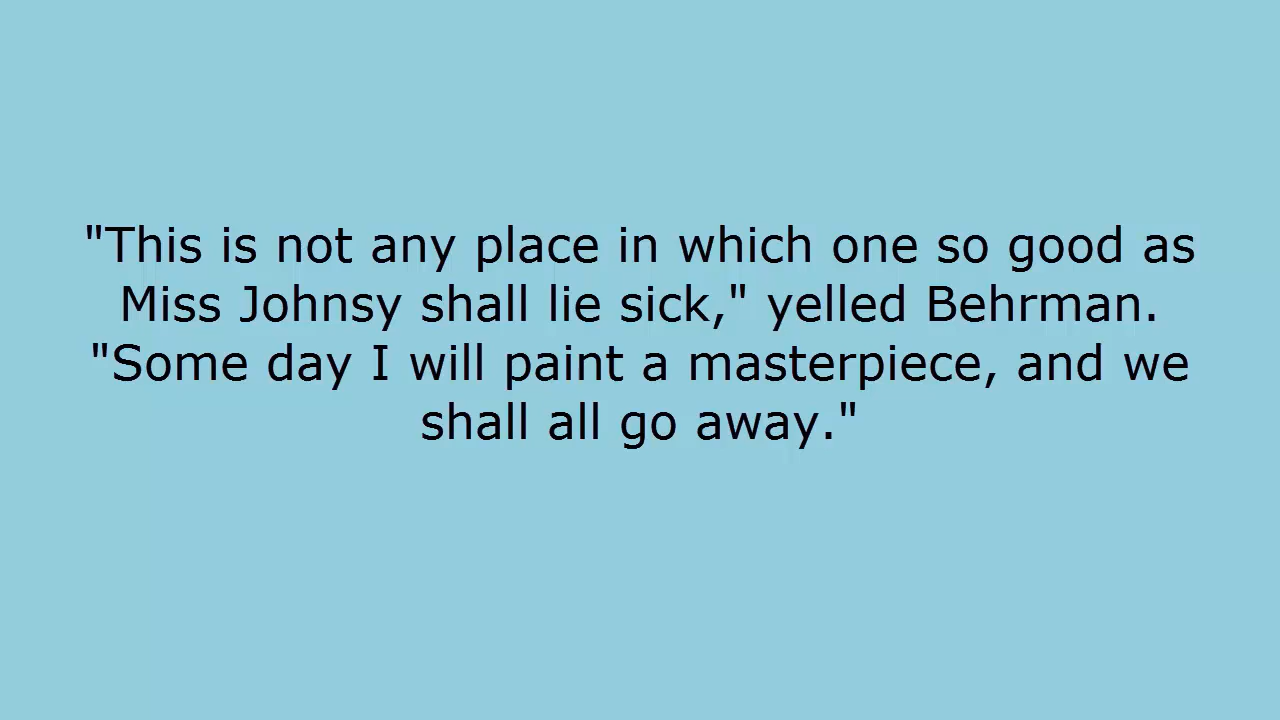 "This is not any place in which one so good as
Miss Johnsy shall lie sick," yelled Behrman.
"Some day I will paint a masterpiece, and we
shall all go away."